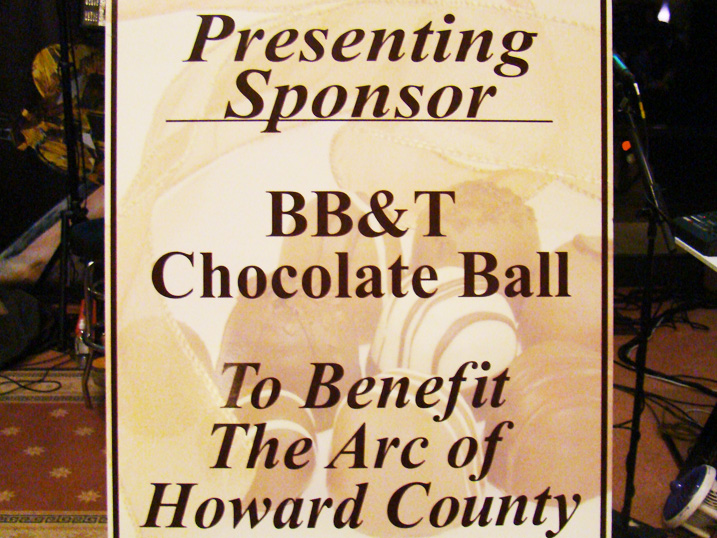 Presenting
Sponsor
BB&T
Chocolate Ball
To Benefit
The Arc of
Howard County